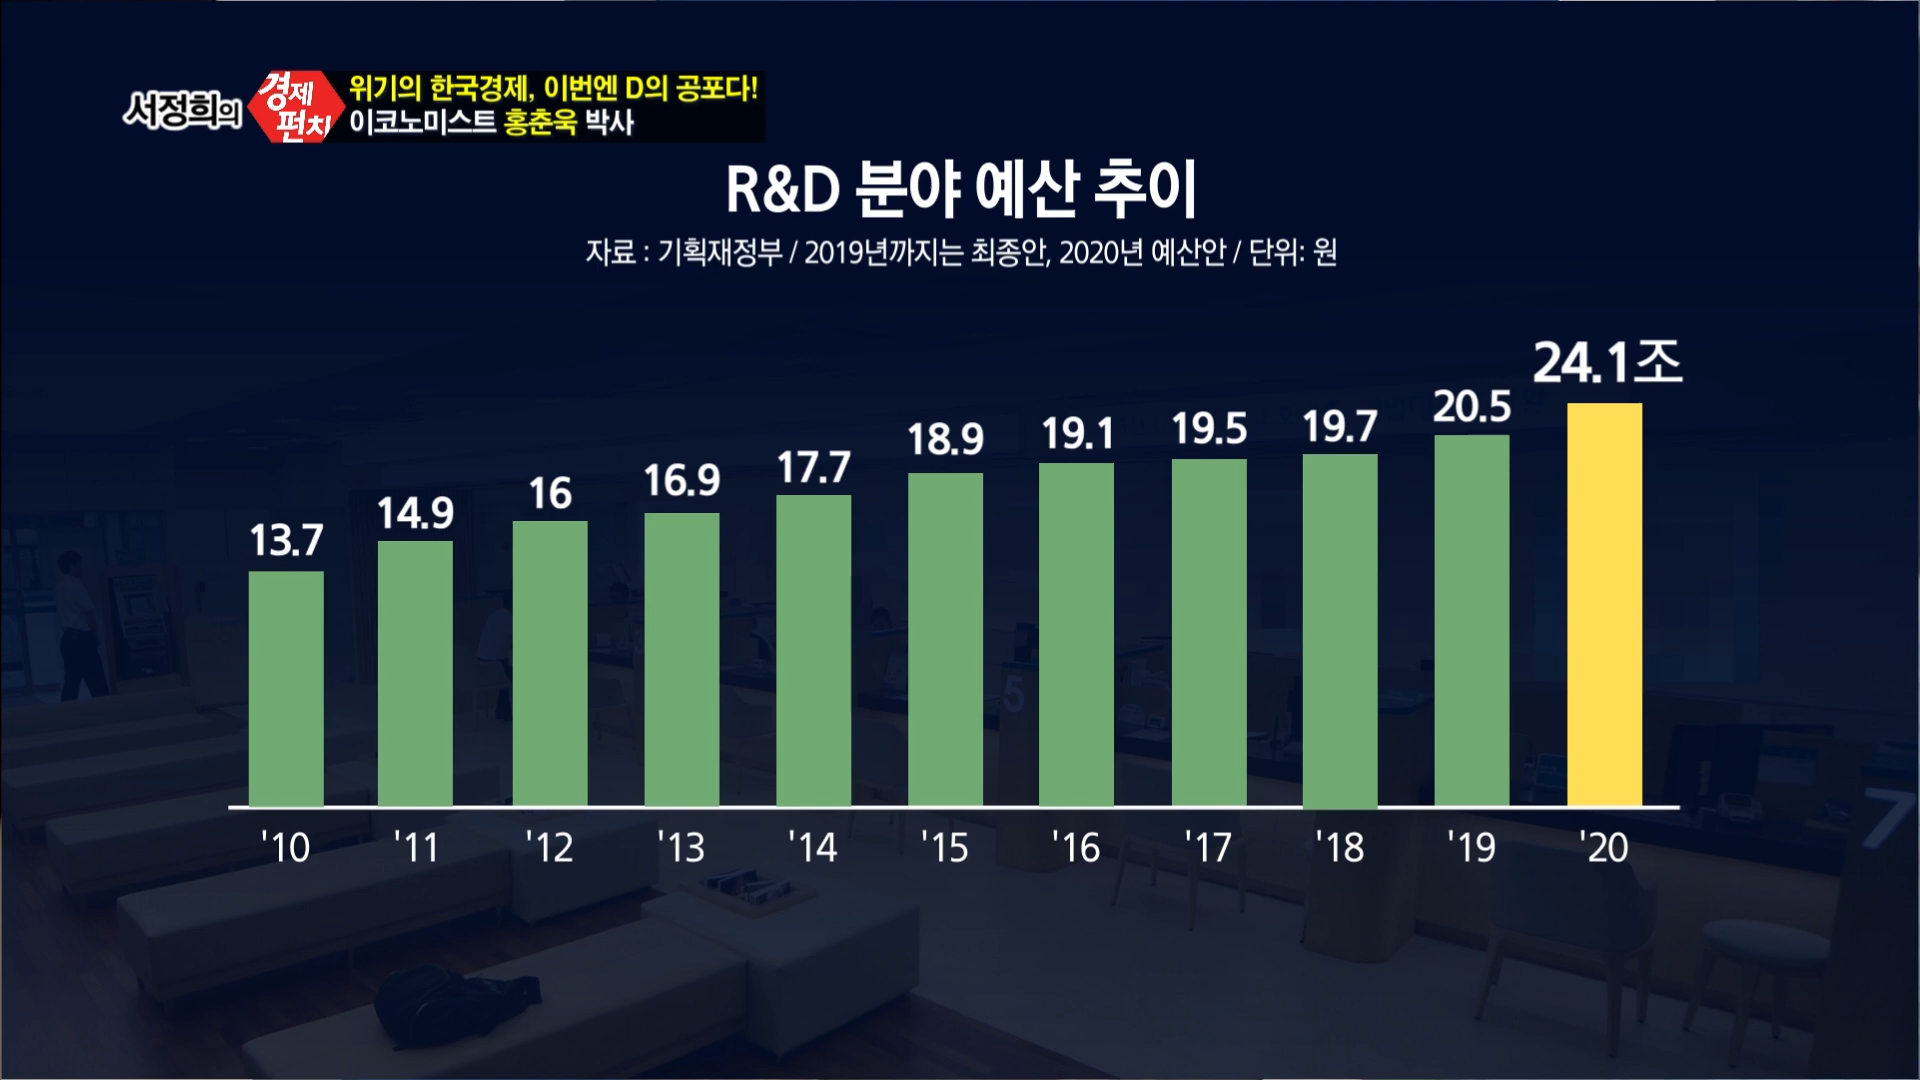 서정희의
경제
펀치
위기의 한국경제, 이번엔 D의 공포다!
이코노미스트 홍춘욱 박사
R&D 분야 예산 추이
자료 : 기획재정부 / 2019년까지는 최종안, 2020년 예산안 / 단위: 원
13.7 14.9 16 16.9 17.7 18.9 19.1 19.5 19.7 20.5 24.1조
'10 '11 '12 '13 '14 '15 '16 '17 '18 '19 '20
5
7